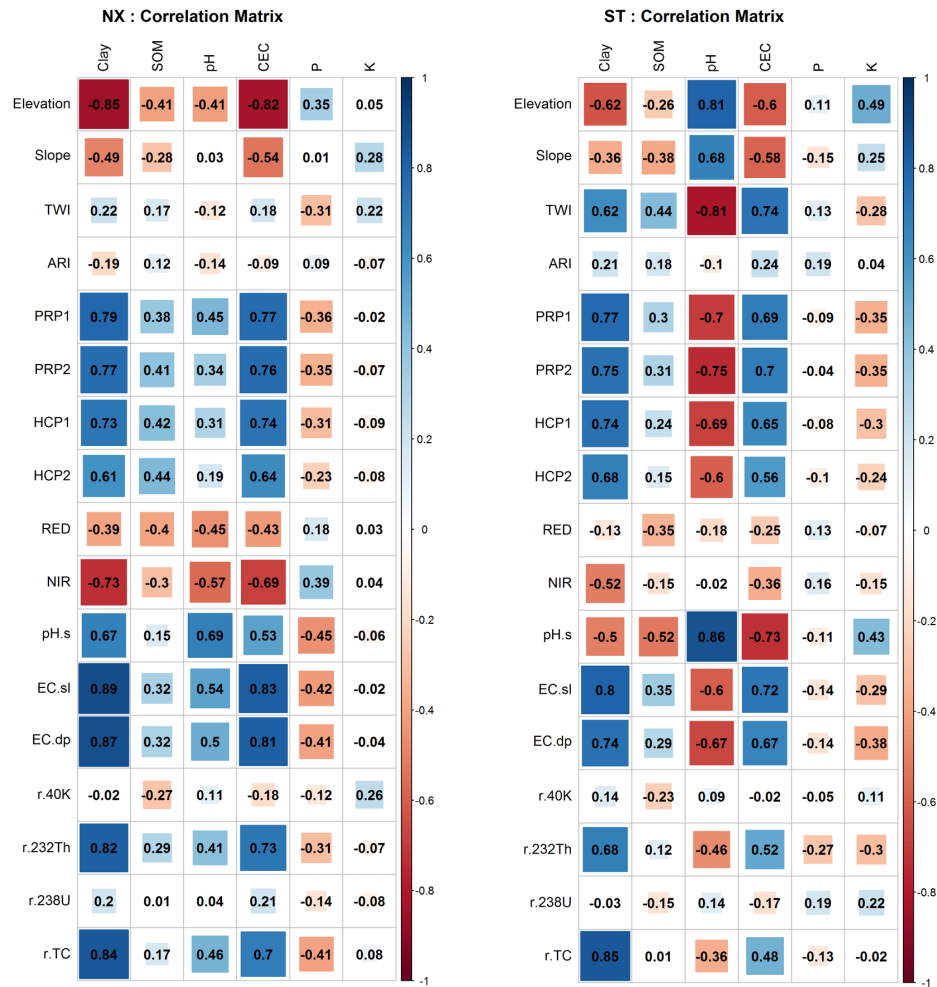 NX : Correlation Matrix
Clay SOM pH CEC P K
Elevation -0.85 -0.41 -0.41 -0.82 0.35 0.05
Slope -0.49 -0.28 0.03 -0.54 0.01 0.28
TWI 0.22 0.17 -0.12 0.18 -0.31 0.22
ARI -0.19 0.12 -0.14 -0.09 0.09 -0.07
PRP1 0.79 0.38 0.45 0.77 -0.36 -0.02
PRP2 0.77 0.41 0.34 0.76 -0.35 -0.07
HCP1 0.73 0.42 0.31 0.74 -0.31 -0.09
HCP2 0.61 0.44 0.19 0.64 -0.23 -0.08
RED -0.39 -0.4 -0.45 -0.43 0.18 0.03
NIR -0.73 -0.3 -0.57 -0.69 0.39 0.04
pH.s 0.67 0.15 0.69 0.53 -0.45 -0.06
EC.sl 0.89 0.32 0.54 0.83 -0.42 -0.02
EC.dp 0.87 0.32 0.5 0.81 -0.41 -0.04
r.40K -0.02 -0.27 0.11 -0.18 -0.12 0.26
r.232Th 0.82 0.29 0.41 0.73 -0.31 -0.07
r.238U 0.2 0.01 0.04 0.21 -0.14 -0.08
r.TC 0.84 0.17 0.46 0.7 -0.41 0.08
1
0.8
0.6
0.4
0.2
0
-0.2
-0.4
-0.6
-0.8
-1
ST : Correlation Matrix
Clay SOM pH CEC P K
Elevation -0.62 -0.26 0.81 -0.6 0.11 0.49
Slope -0.36 -0.38 0.68 -0.58 -0.15 0.25
TWI 0.62 0.44 -0.81 0.74 0.13 -0.28
ARI 0.21 0.18 -0.1 0.24 0.19 0.04
PRP1 0.77 0.3 -0.7 0.69 -0.09 -0.35
PRP2 0.75 0.31 -0.75 0.7 -0.04 -0.35
HCP1 0.74 0.24 -0.69 0.65 -0.08 -0.3
HCP2 0.68 0.15 -0.6 0.56 -0.1 -0.24
RED -0.13 -0.35 -0.18 -0.25 0.13 -0.07
NIR -0.52 -0.15 -0.02 -0.36 0.16 -0.15
pH.s -0.5 -0.52 0.86 -0.73 -0.11 0.43
EC.sl 0.8 0.35 -0.6 0.72 -0.14 -0.29
EC.dp 0.74 0.29 -0.67 0.67 -0.14 -0.38
r.40K 0.14 -0.23 0.09 -0.02 -0.05 0.11
r.232Th 0.68 0.12 -0.46 0.52 -0.27 -0.3
r.238U -0.03 -0.15 0.14 -0.17 0.19 0.22
r.TC 0.85 0.01 -0.36 0.48 -0.13 -0.02
1
0.8
0.6
0.4
0.2
0
-0.2
-0.4
-0.6
-0.8
-1